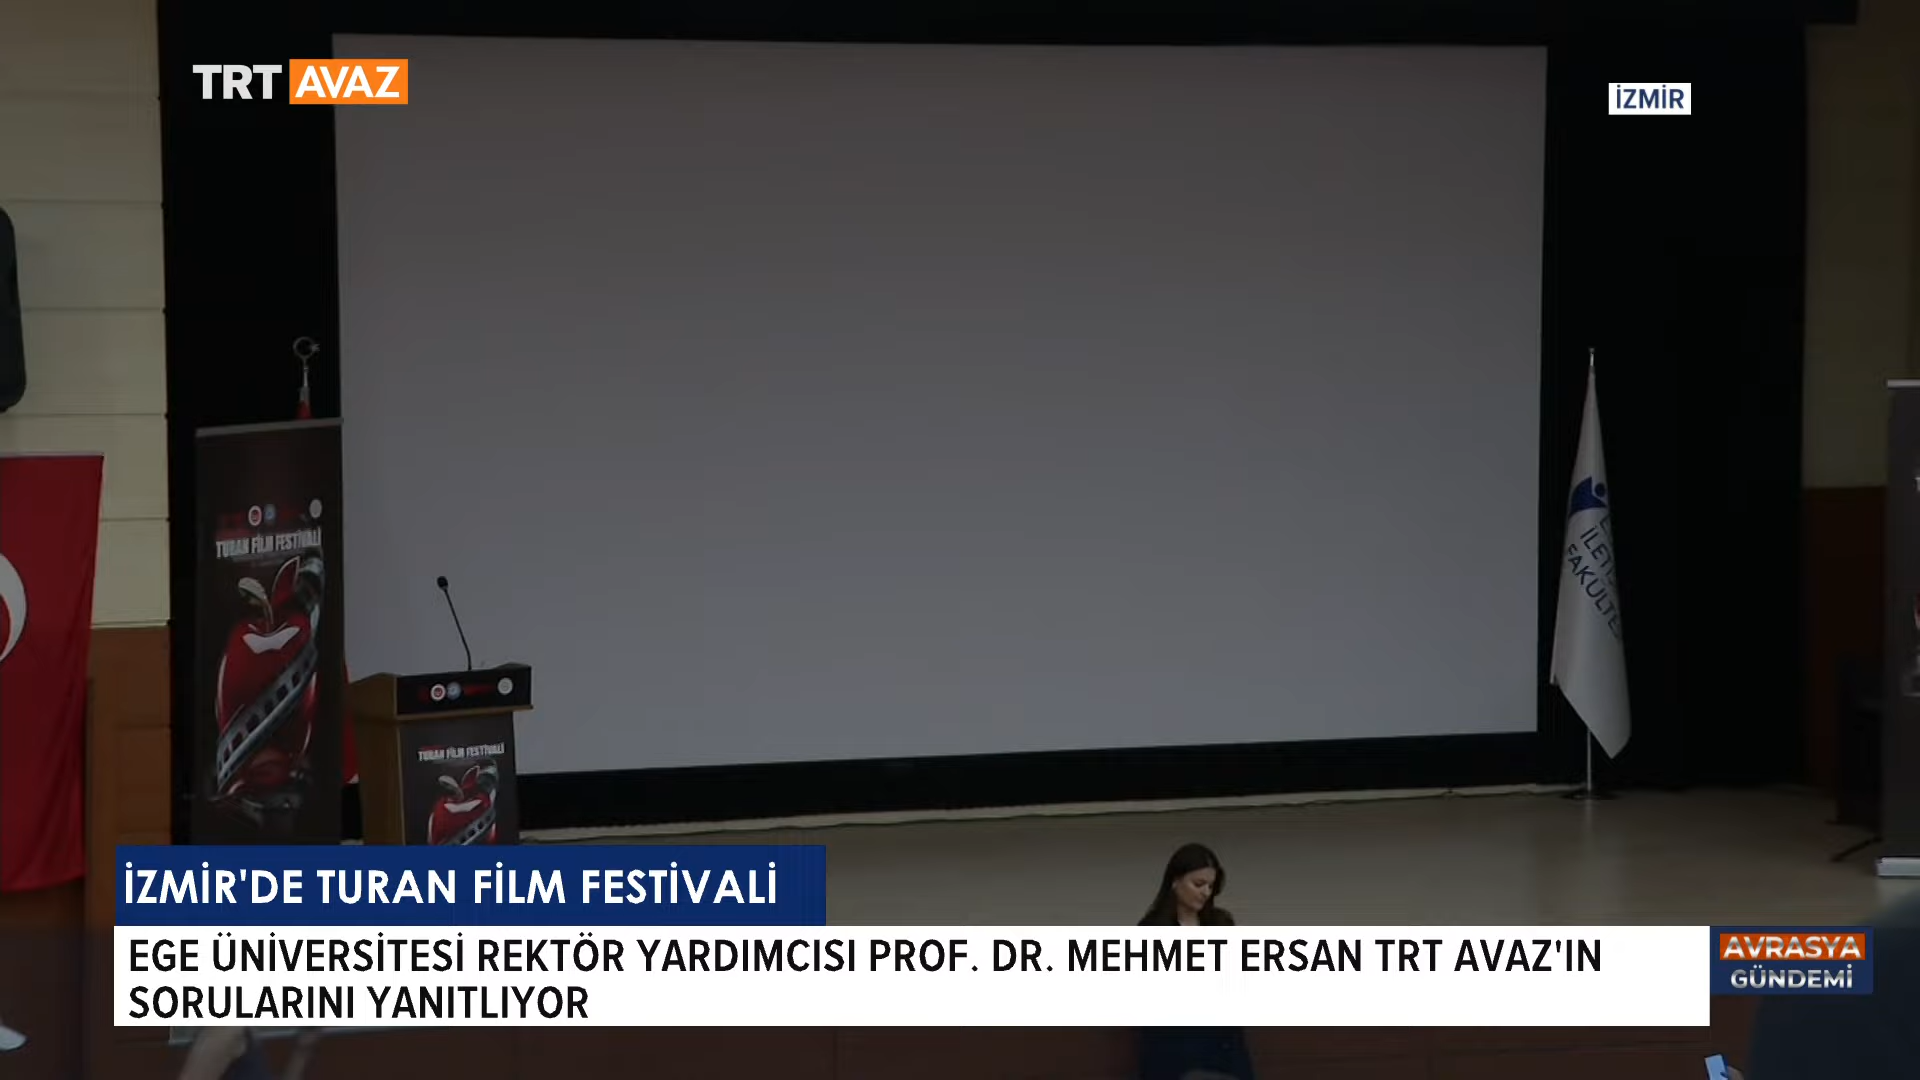 TRT AVAZ
İZMİR
TURAN FİLM FESTİVALİ
İLETİŞ
FAKÜLTES
TURAN FİLM FESTİVALİ
İZMİR'DE TURAN FİLM FESTİVALİ
EGE ÜNİVERSİTESİ REKTÖR YARDIMCISI PROF. DR. MEHMET ERSAN TRT AVAZ'IN
SORULARINI YANITLIYOR
AVRASYA
GÜNDEMİ